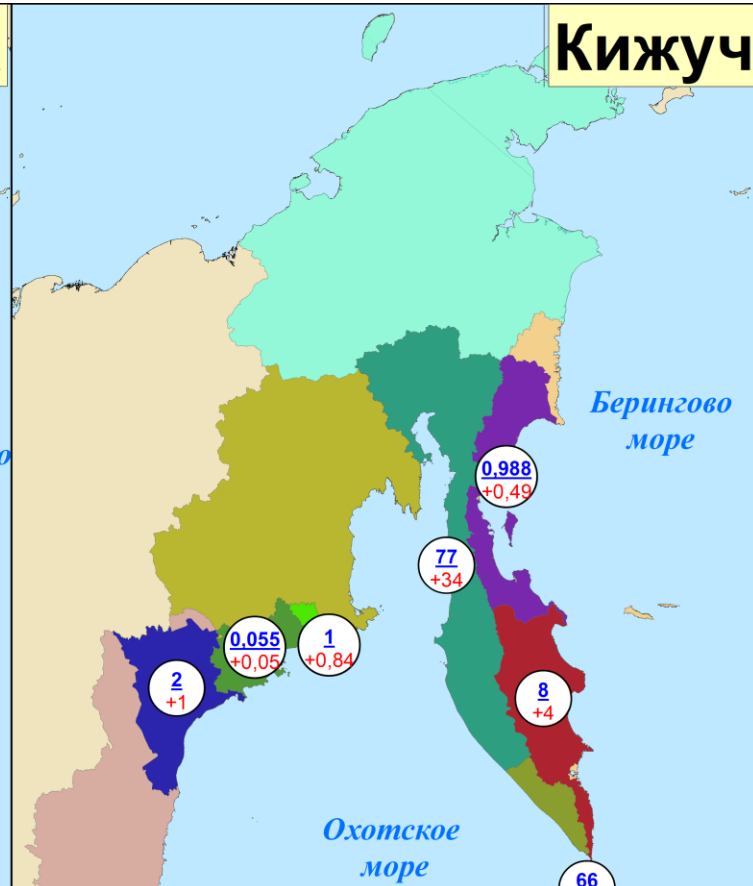 Кижуч
Берингово
море
о
0,988
+0,49
77
+34
0,055
+0,05
1
+0,84
2
+1
8
+4
Охотское
море
66